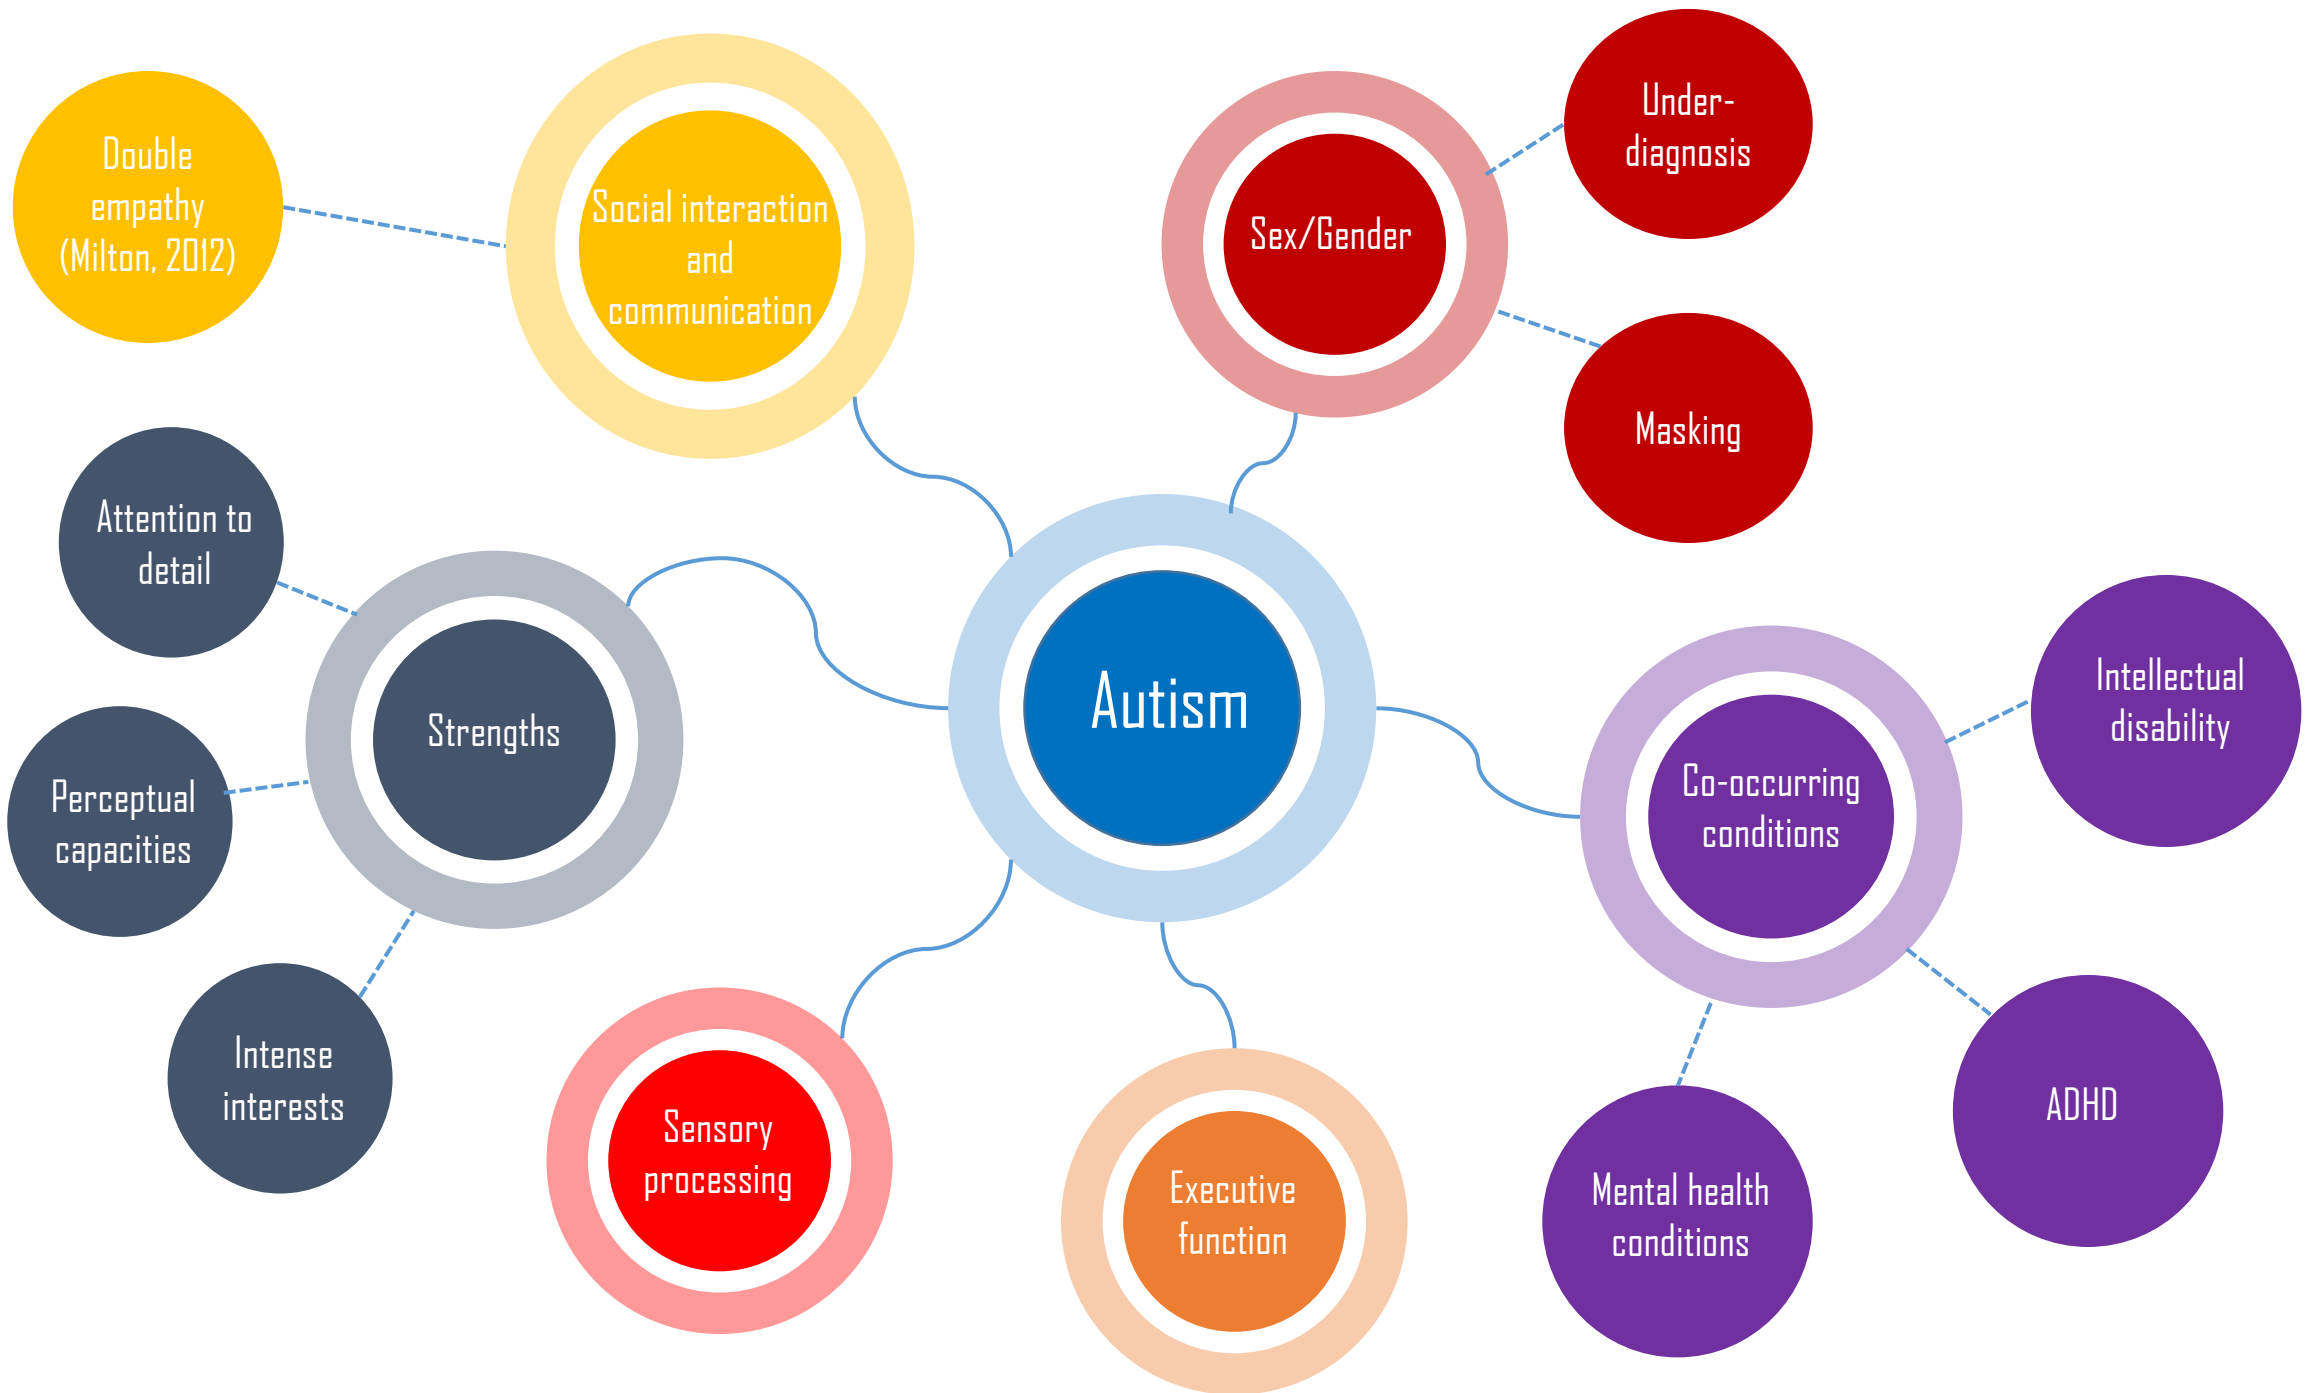 Double
empathy
(Milton, 2012)
Social interaction
and
communication
Sex/Gender
Under-
diagnosis
Masking
Attention to
detail
Strengths
Perceptual
capacities
Intense
interests
Autism
Co-occurring
conditions
Intellectual
disability
ADHD
Mental health
conditions
Sensory
processing
Executive
function